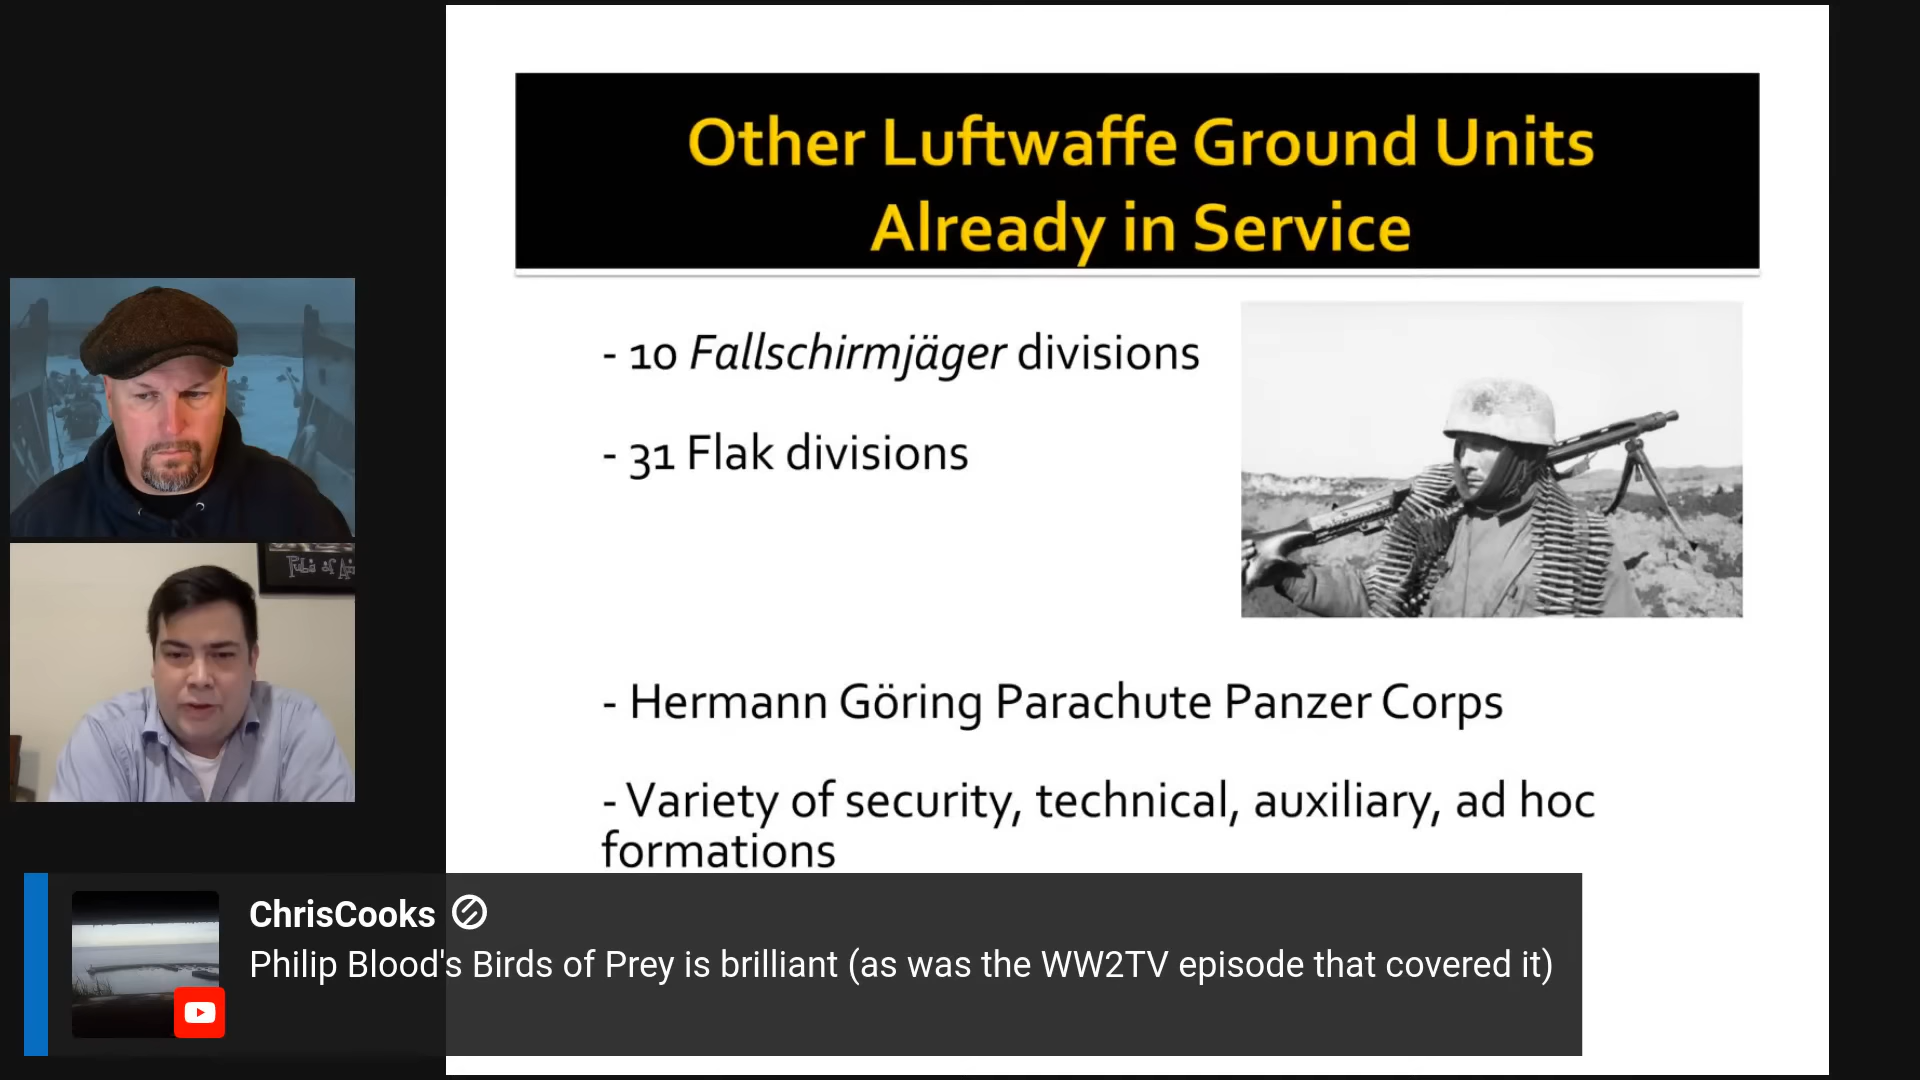 Other Luftwaffe Ground Units
Already in Service
- 10 Fallschirmjäger divisions
- 31 Flak divisions
- Hermann Göring Parachute Panzer Corps
- Variety of security, technical, auxiliary, ad hoc
formations
ChrisCooks
Philip Blood's Birds of Prey is brilliant (as was the WW2TV episode that covered it)